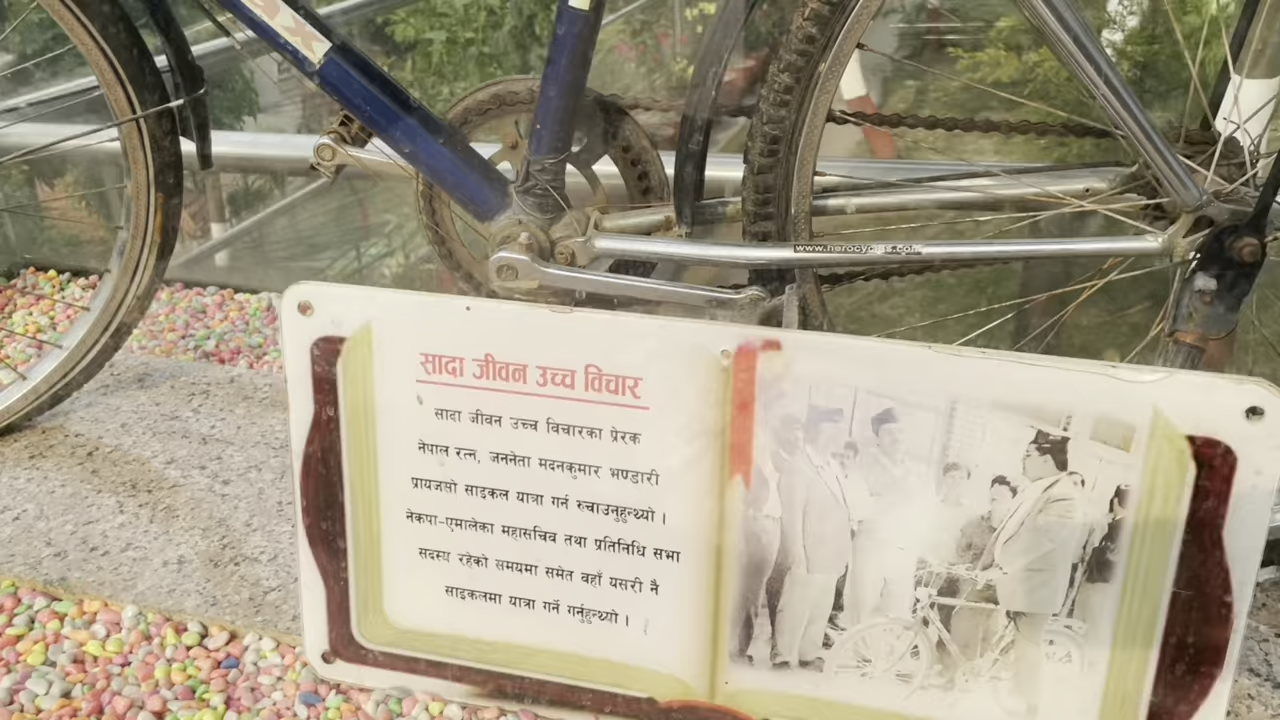 www.herocycles.com
सादा जीवन उच्च विचार
सादा जीवन उच्च विचारका प्रेरक
नेपाल रत्न, जननेता मदनकुमार भण्डारी
प्रायजसो साइकल यात्रा गर्न रुचाउनुहुन्थ्यो ।
नेकपा-एमालेका महासचिव तथा प्रतिनिधि सभा
सदस्य रहेको समयमा समेत वहाँ यसरी नै
साइकलमा यात्रा गर्ने गर्नुहुन्थ्यो ।